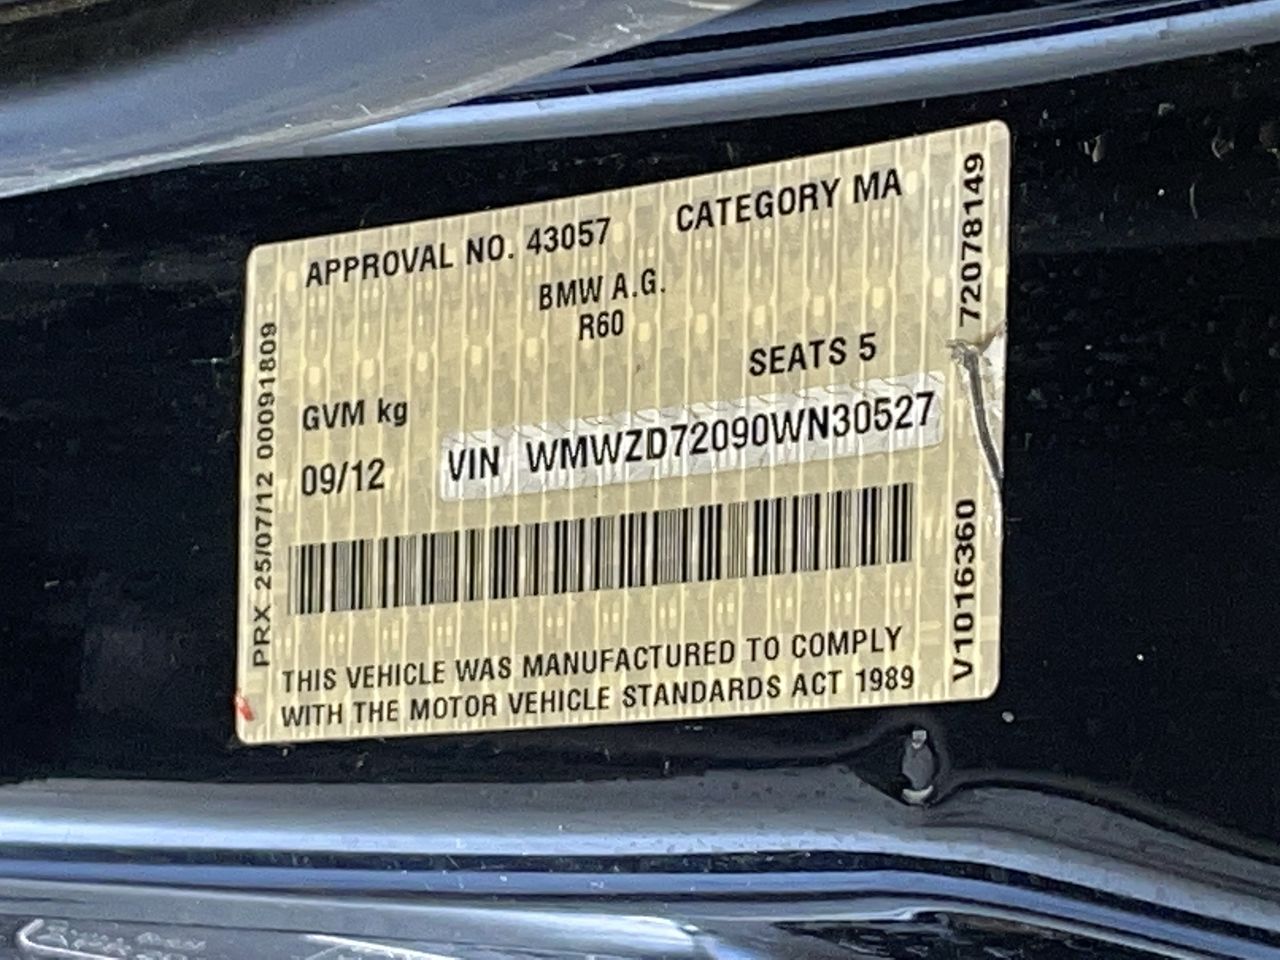 APPROVAL NO. 43057 CATEGORY MA
BMW A.G.
R60
SEATS 5
GVM kg
09/12 VIN WMWZD72090WN30527
THIS VEHICLE WAS MANUFACTURED TO COMPLY
WITH THE MOTOR VEHICLE STANDARDS ACT 1989
PRX 25/07/12 00091809
V1016360 72078149